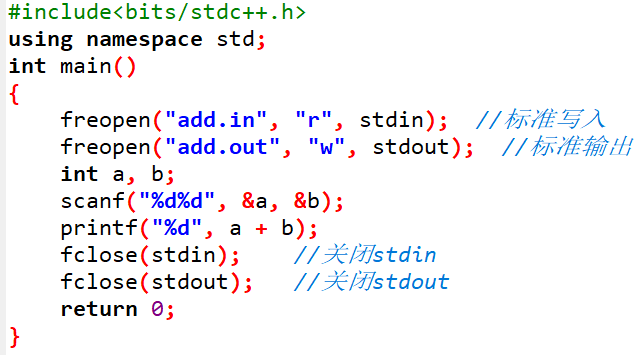 #include<bits/stdc++.h>
using namespace std;
int main()
{
    freopen("add.in", "r", stdin);  //标准写入
    freopen("add.out", "w", stdout);  //标准输出
    int a, b;
    scanf("%d%d", &a, &b);
    printf("%d", a + b);
    fclose(stdin);    //关闭stdin
    fclose(stdout);   //关闭stdout
    return 0;
}